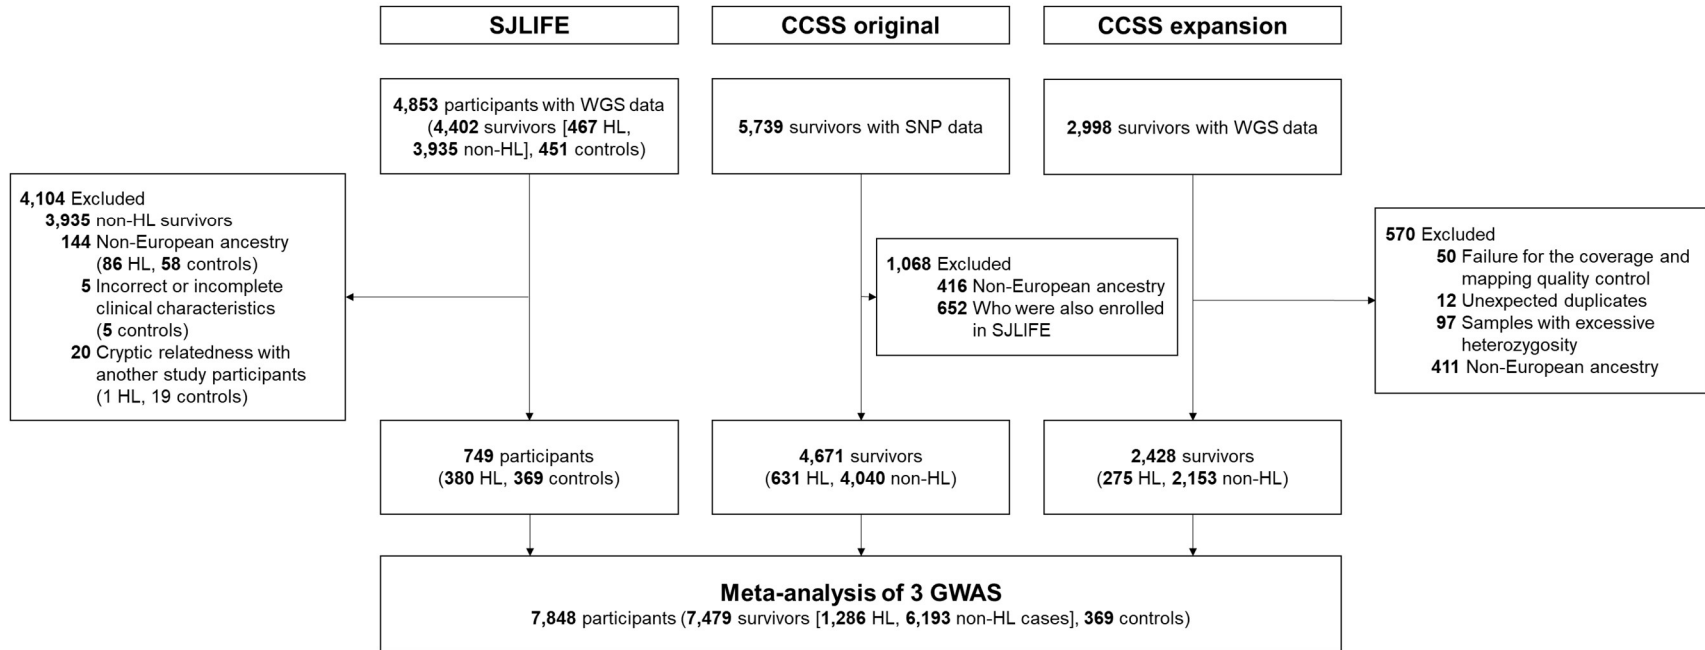 SJLIFE
CCSS original
CCSS expansion
4,853 participants with WGS data
(4,402 survivors [467 HL,
3,935 non-HL], 451 controls)
5,739 survivors with SNP data
2,998 survivors with WGS data
4,104 Excluded
3,935 non-HL survivors
144 Non-European ancestry
(86 HL, 58 controls)
5 Incorrect or incomplete
clinical characteristics
(5 controls)
20 Cryptic relatedness with
another study participants
(1 HL, 19 controls)
1,068 Excluded
416 Non-European ancestry
652 Who were also enrolled
in SJLIFE
570 Excluded
50 Failure for the coverage and
mapping quality control
12 Unexpected duplicates
97 Samples with excessive
heterozygosity
411 Non-European ancestry
749 participants
(380 HL, 369 controls)
4,671 survivors
(631 HL, 4,040 non-HL)
2,428 survivors
(275 HL, 2,153 non-HL)
Meta-analysis of 3 GWAS
7,848 participants (7,479 survivors [1,286 HL, 6,193 non-HL cases], 369 controls)